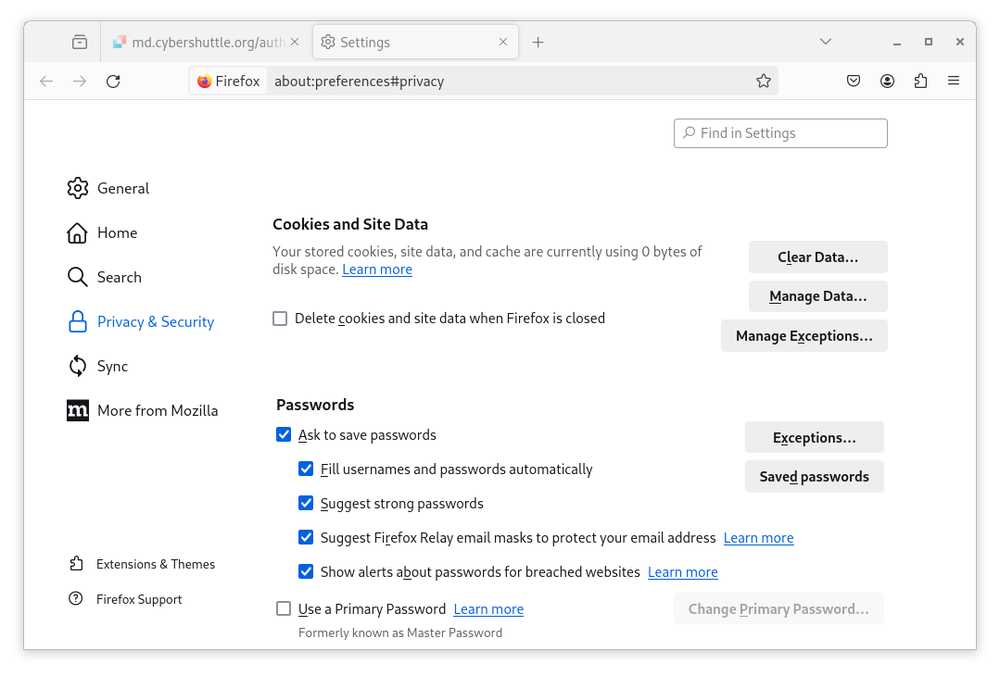 md.cybershuttle.org/auth
Settings
Firefox
about:preferences#privacy
Find in Settings
General
Home
Search
Privacy & Security
Sync
More from Mozilla
Extensions & Themes
Firefox Support
Cookies and Site Data
Your stored cookies, site data, and cache are currently using 0 bytes of
disk space. Learn more
Clear Data…
Manage Data…
Delete cookies and site data when Firefox is closed
Manage Exceptions…
Passwords
Ask to save passwords
Exceptions…
Fill usernames and passwords automatically
Saved passwords
Suggest strong passwords
Suggest Firefox Relay email masks to protect your email address Learn more
Show alerts about passwords for breached websites Learn more
Use a Primary Password Learn more
Change Primary Password…
Formerly known as Master Password